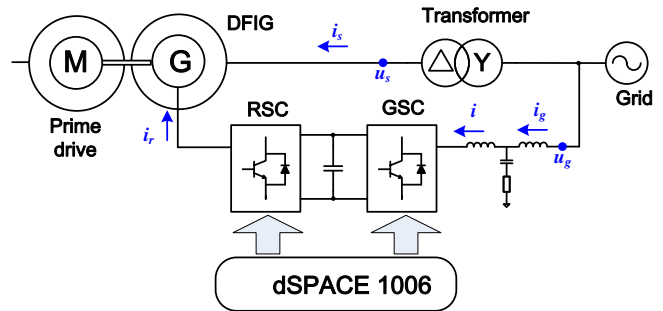 DFIG
Transformer
M
G
i_s
u_s
△
Y
Grid
Prime
drive
i_r
RSC
GSC
i
i_g
u_g
dSPACE 1006